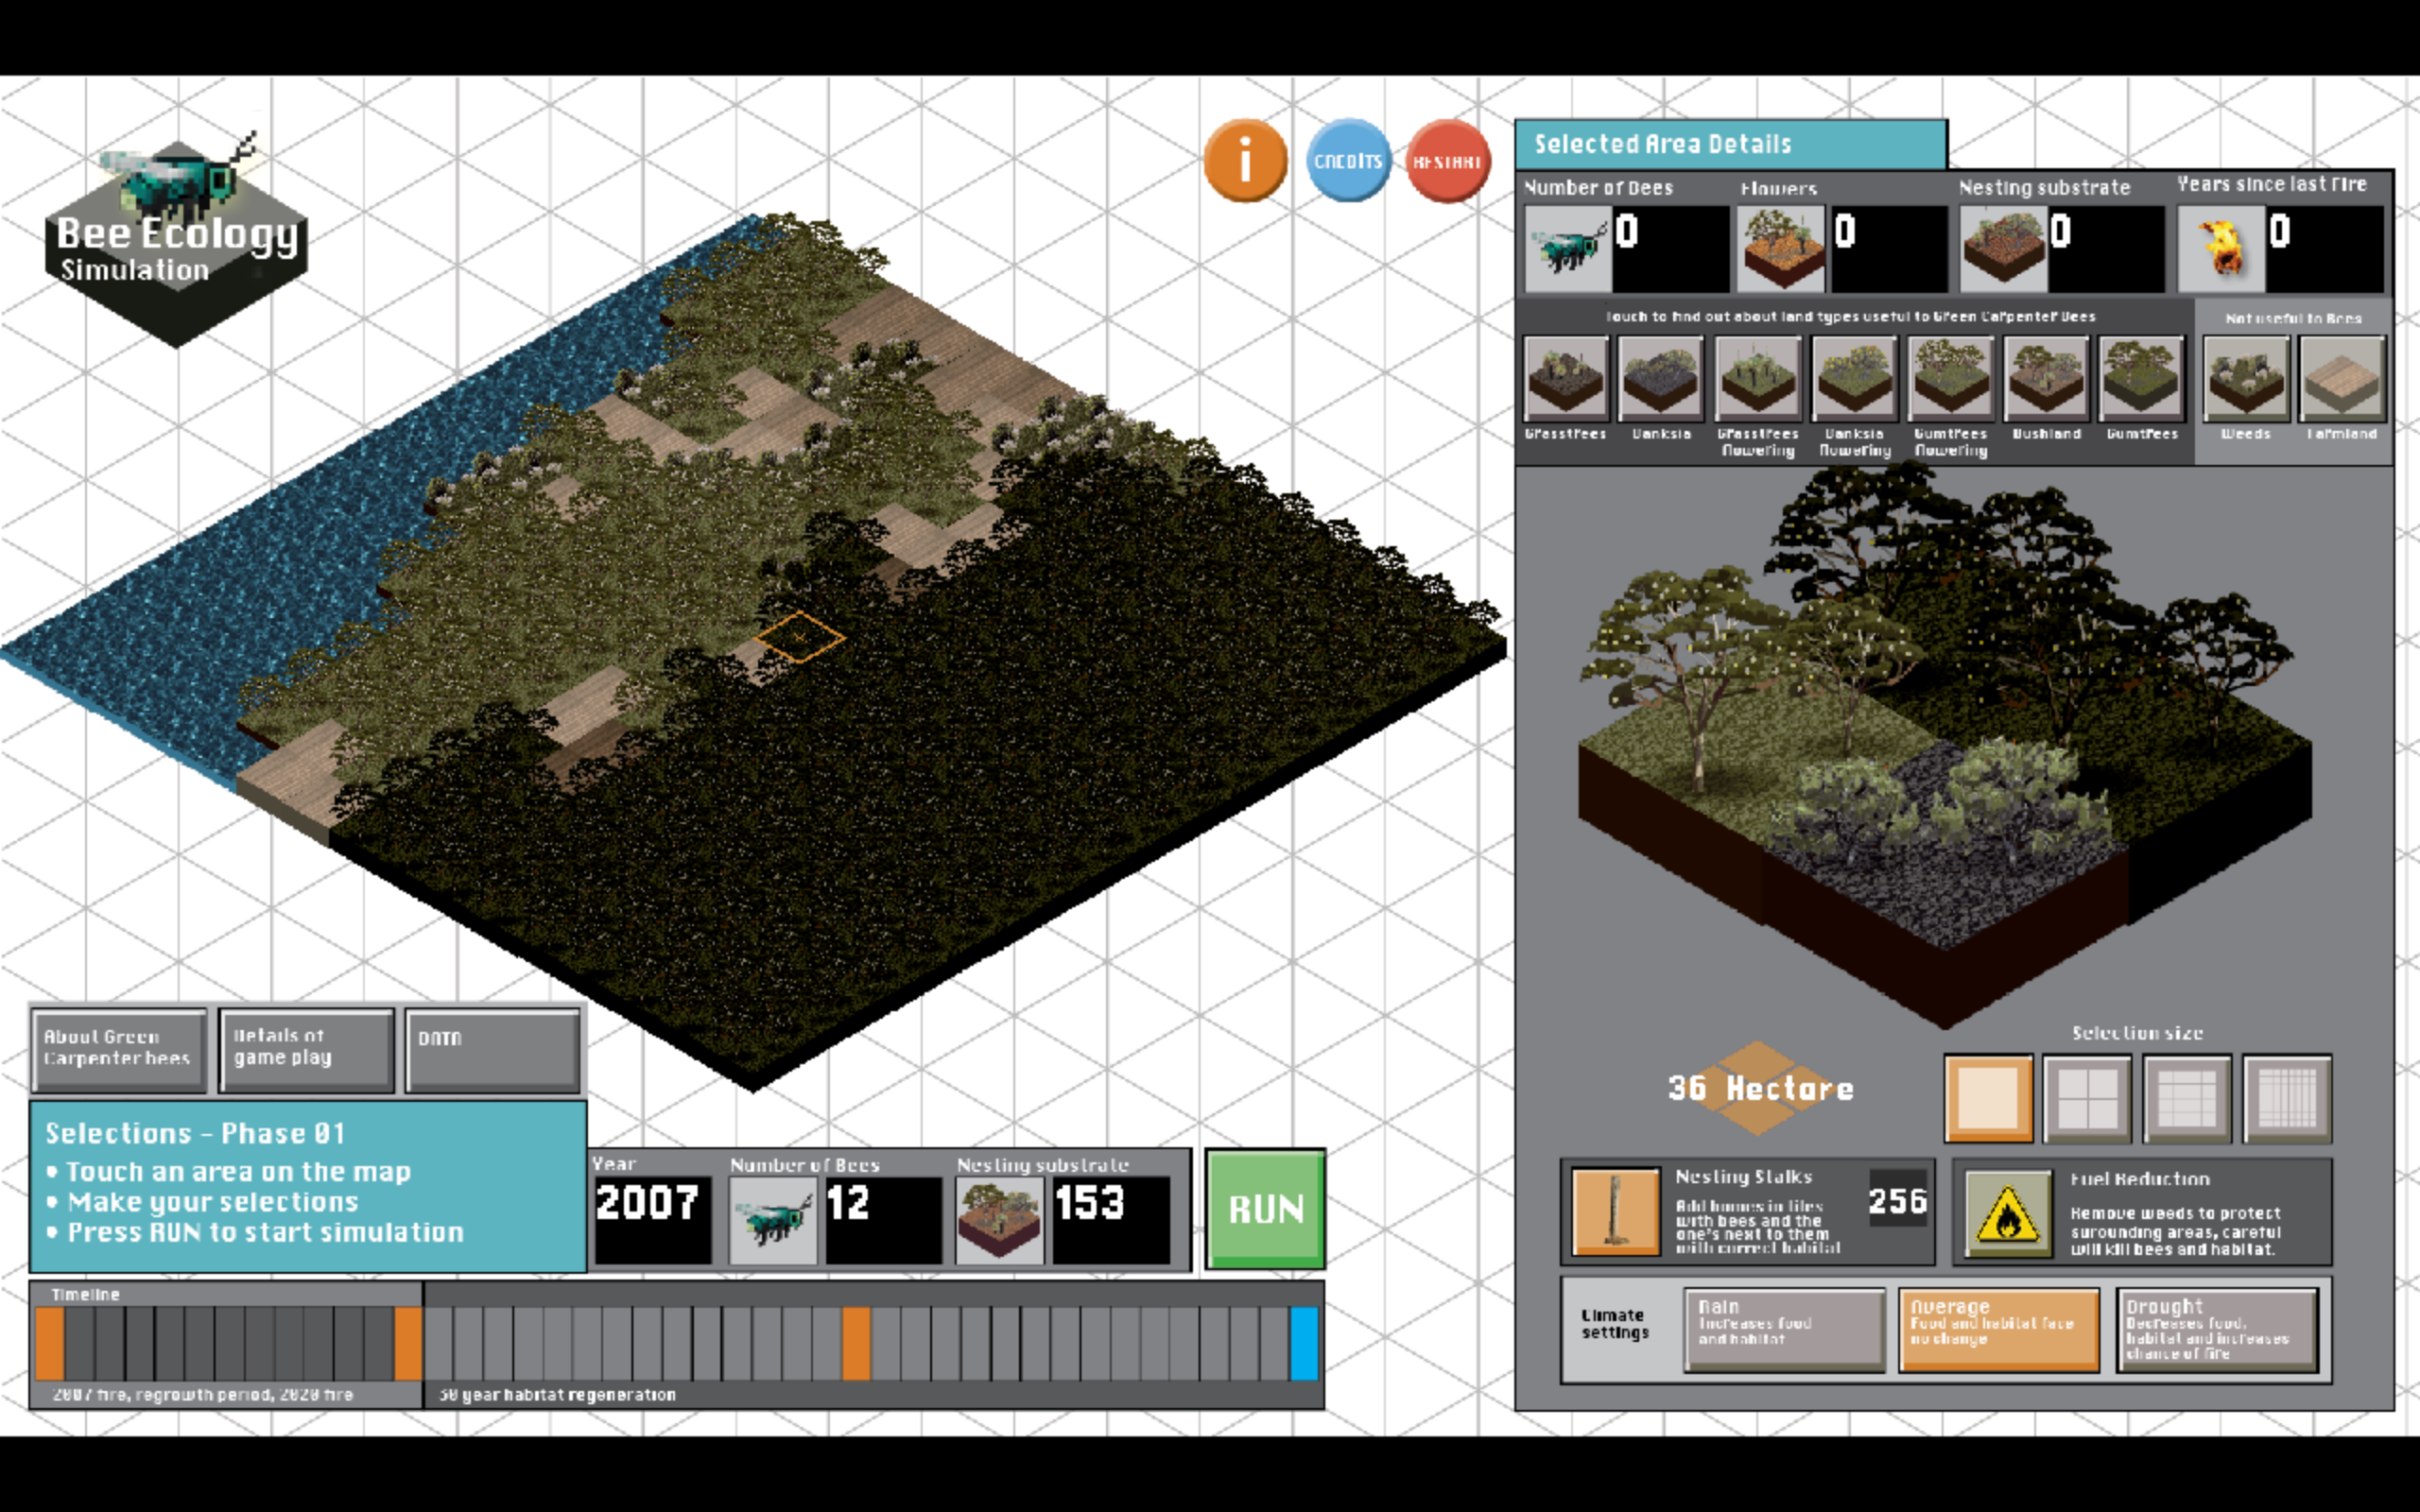 Bee Ecology
Simulation
i
CREDITS
RESTART
Selected Area Details
Number of Bees
Flowers
Nesting substrate
Years since last Fire
0
0
0
0
Touch to find out about land types useful to Green Carpenter Bees
Not useful to Bees
Grasstrees
Banksia
Grasstrees flowering
Banksia flowering
Gumtrees flowering
Bushland
Gumtrees
Weeds
Farmland
Selection size
36 Hectare
Nesting Stalks
Add homes in tiles
with bees and the
one's next to them
with correct habitat
256
Fuel Reduction
Remove weeds to protect
surounding areas, careful
will kill bees and habitat.
Climate
settings
Rain
Increases food
and habitat
Average
Food and habitat face
no change
Drought
Decreases food,
habitat and increases
chance of fire
About Green
Carpenter bees
Details of
game play
DATA
Selections - Phase 01
• Touch an area on the map
• Make your selections
• Press RUN to start simulation
Year
2007
Number of Bees
12
Nesting substrate
153
RUN
Timeline
2007 fire, regrowth period, 2020 fire
30 year habitat regeneration